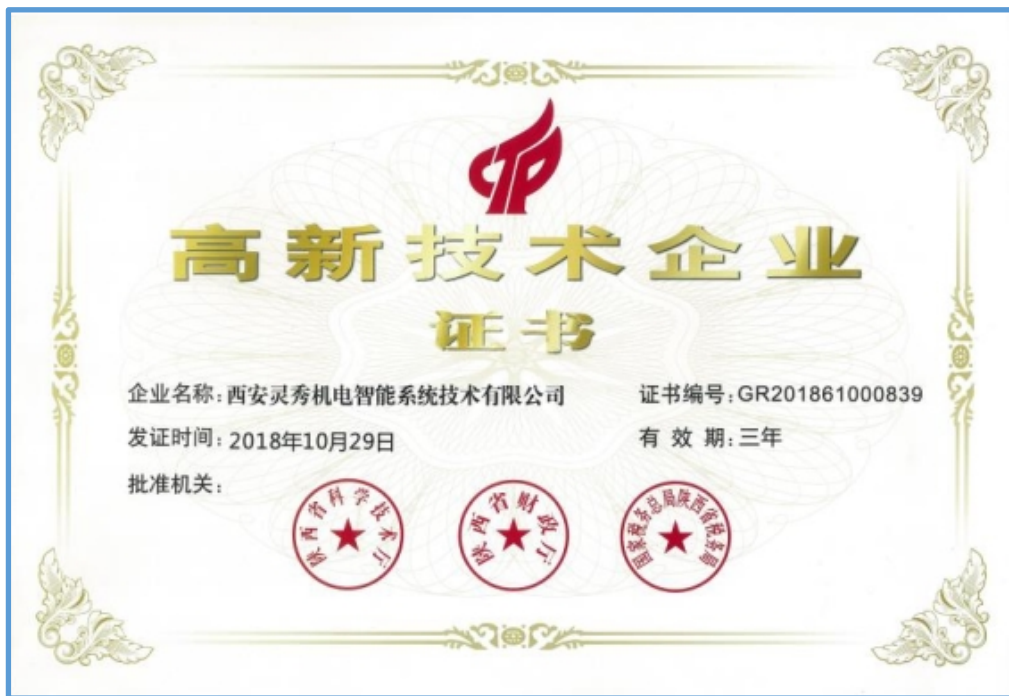 高新技术企业
证书
企业名称：西安灵秀机电智能系统技术有限公司
证书编号：GR201861000839
发证时间：2018年10月29日
有 效 期：三年
批准机关：
陕西省科学技术厅
陕西省财政厅
国家税务总局陕西省税务局